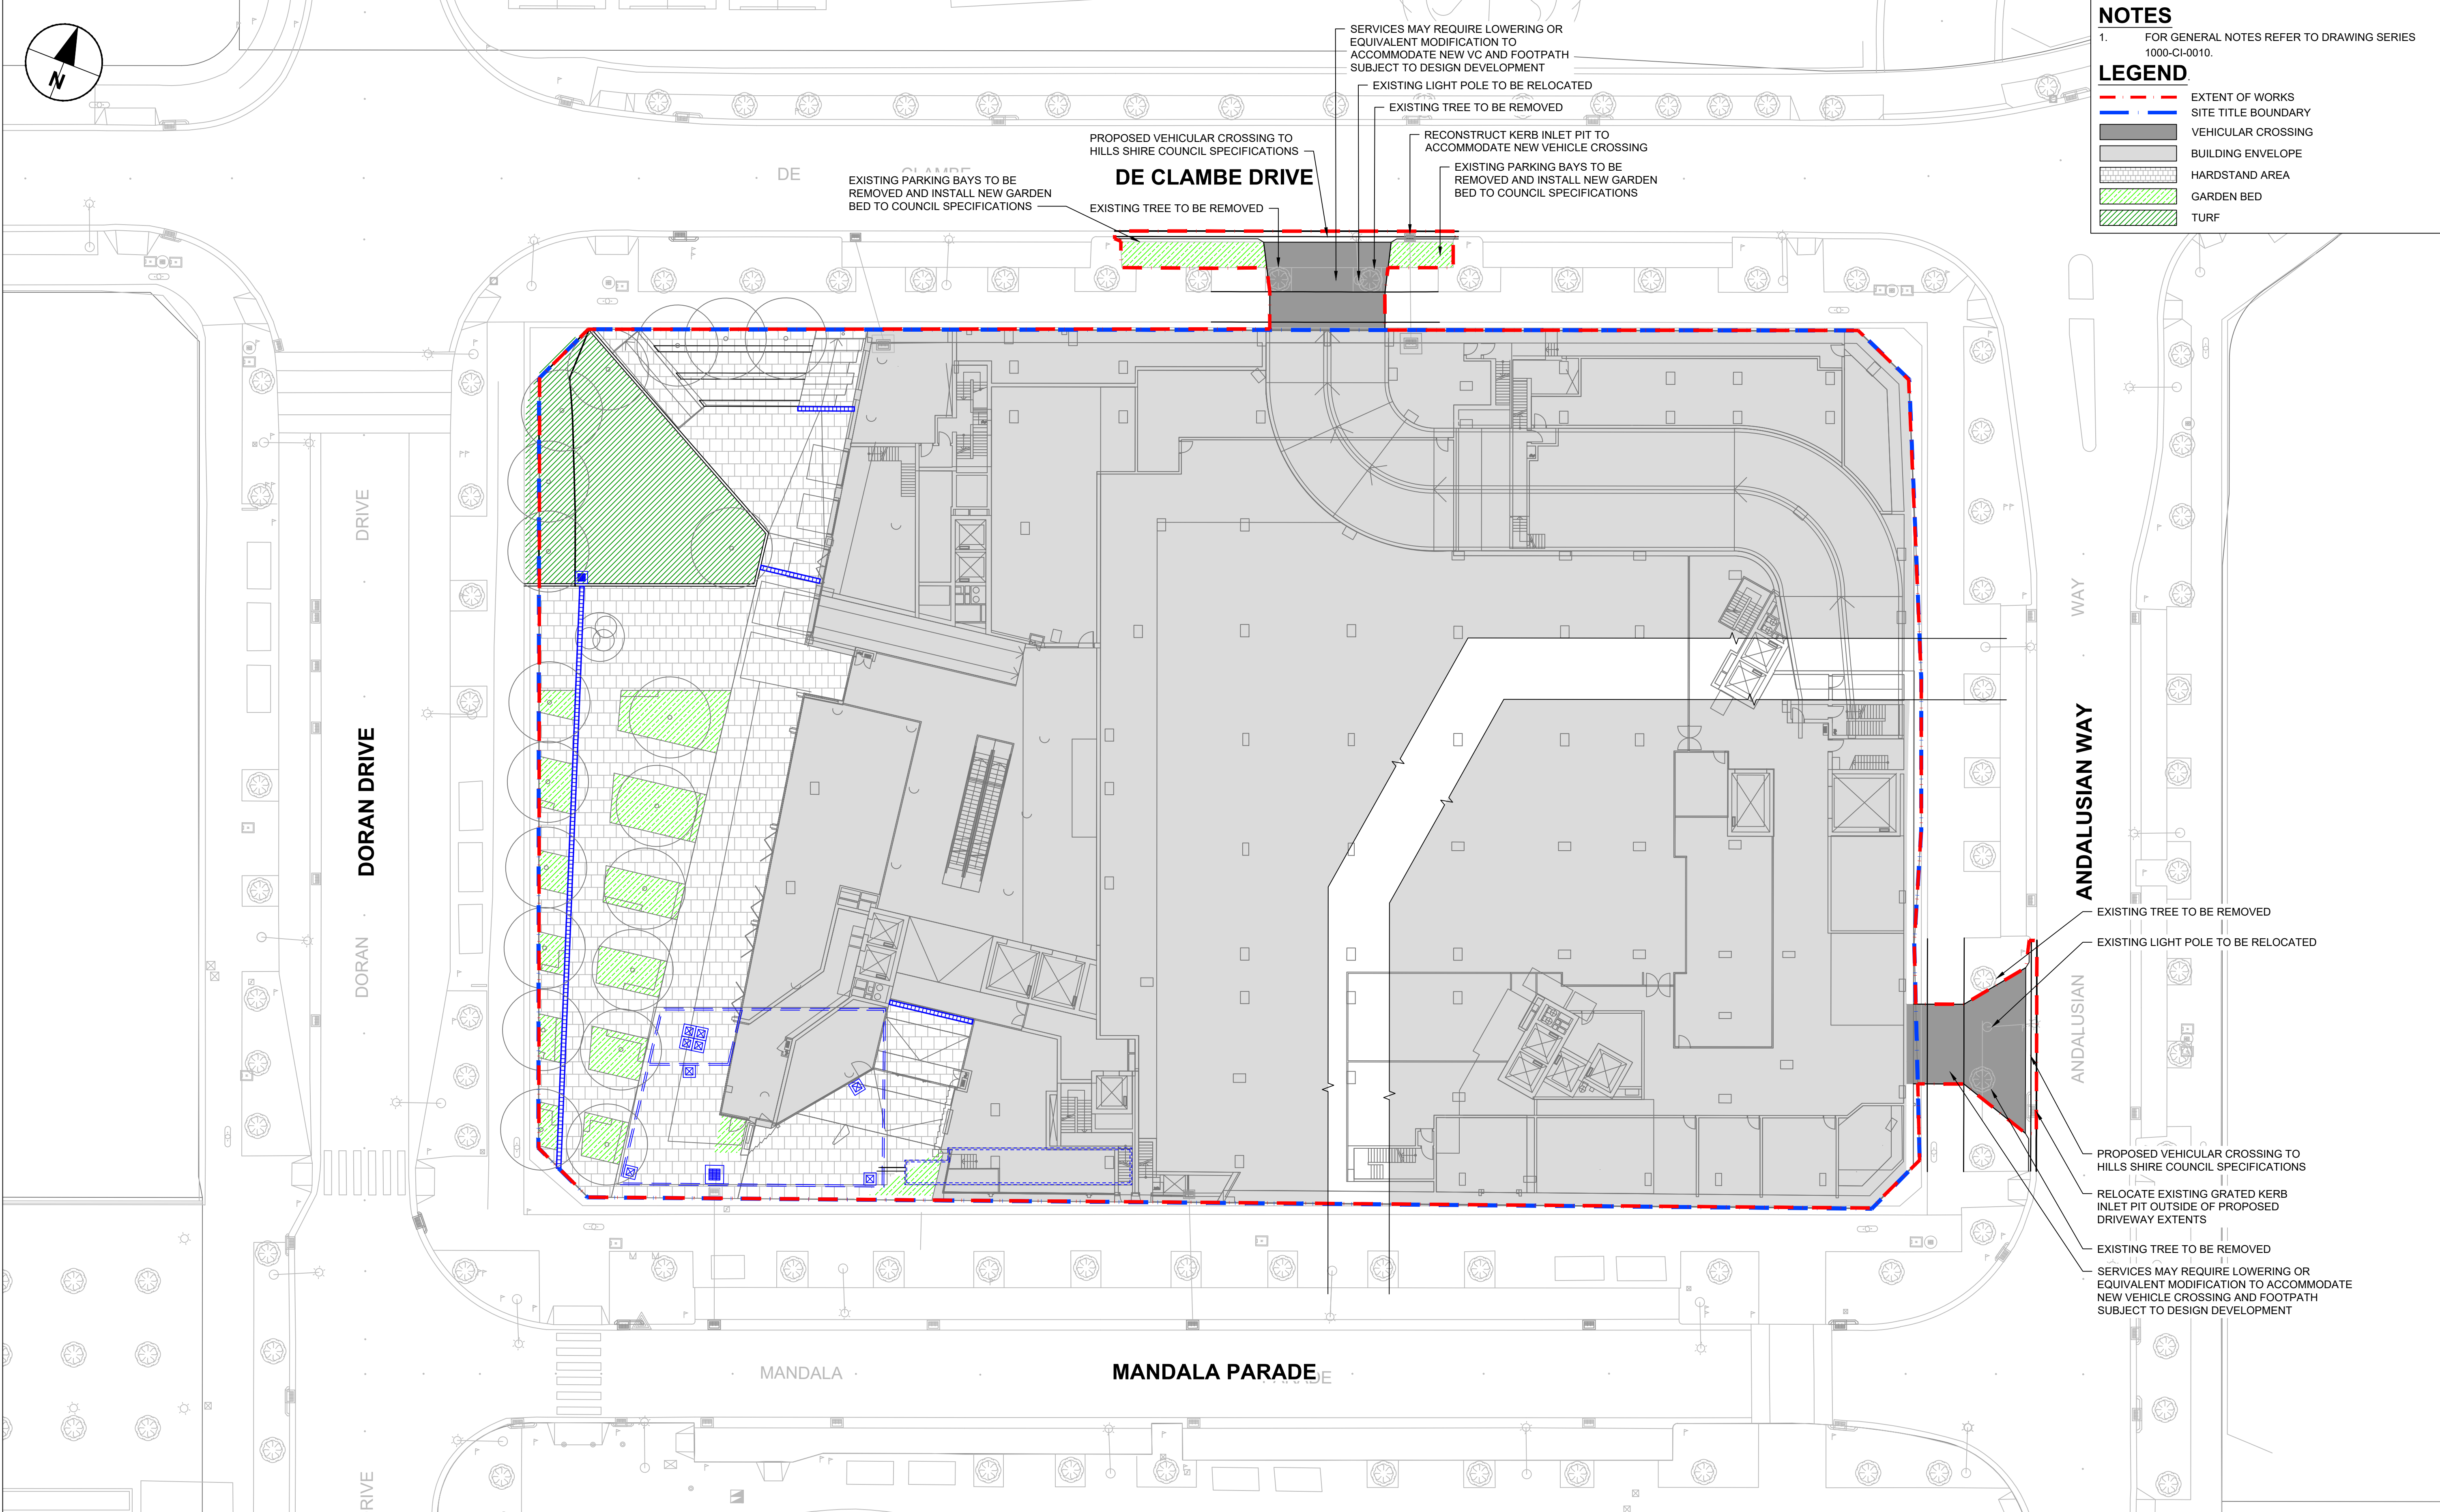 N
NOTES
1. FOR GENERAL NOTES REFER TO DRAWING SERIES
1000-CI-0010.
LEGEND
EXTENT OF WORKS
SITE TITLE BOUNDARY
VEHICULAR CROSSING
BUILDING ENVELOPE
HARDSTAND AREA
GARDEN BED
TURF
SERVICES MAY REQUIRE LOWERING OR
EQUIVALENT MODIFICATION TO
ACCOMMODATE NEW VC AND FOOTPATH
SUBJECT TO DESIGN DEVELOPMENT
EXISTING LIGHT POLE TO BE RELOCATED
EXISTING TREE TO BE REMOVED
PROPOSED VEHICULAR CROSSING TO
HILLS SHIRE COUNCIL SPECIFICATIONS
RECONSTRUCT KERB INLET PIT TO
ACCOMMODATE NEW VEHICLE CROSSING
EXISTING PARKING BAYS TO BE
REMOVED AND INSTALL NEW GARDEN
BED TO COUNCIL SPECIFICATIONS
DE CLAMBE
DE CLAMBE DRIVE
EXISTING PARKING BAYS TO BE
REMOVED AND INSTALL NEW GARDEN
BED TO COUNCIL SPECIFICATIONS
EXISTING TREE TO BE REMOVED
DRIVE
DORAN DRIVE
DORAN
RIVE
WAY
ANDALUSIAN WAY
ANDALUSIAN
EXISTING TREE TO BE REMOVED
EXISTING LIGHT POLE TO BE RELOCATED
PROPOSED VEHICULAR CROSSING TO
HILLS SHIRE COUNCIL SPECIFICATIONS
RELOCATE EXISTING GRATED KERB
INLET PIT OUTSIDE OF PROPOSED
DRIVEWAY EXTENTS
EXISTING TREE TO BE REMOVED
SERVICES MAY REQUIRE LOWERING OR
EQUIVALENT MODIFICATION TO ACCOMMODATE
NEW VEHICLE CROSSING AND FOOTPATH
SUBJECT TO DESIGN DEVELOPMENT
M M
MANDALA
MANDALA PARADE
PARADE